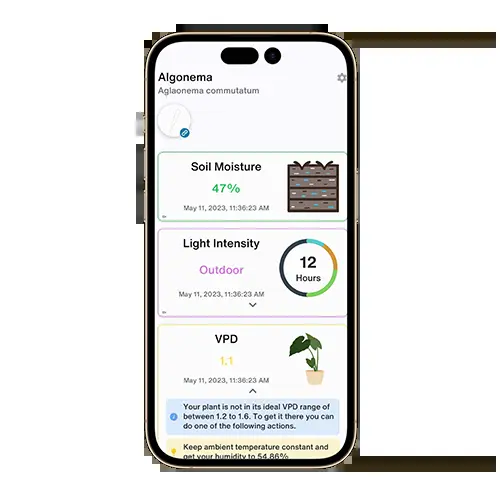 Algonema
Aglaonema commutatum
Soil Moisture
47%
May 11, 2023, 11:36:23 AM
Light Intensity
Outdoor
12
Hours
May 11, 2023, 11:36:23 AM
VPD
1.1
May 11, 2023, 11:36:23 AM
Your plant is not in its ideal VPD range of
between 1.2 to 1.6. To get it there you can
do one of the following actions.
Keep ambient temperature constant and
get your humidity to 54.86%